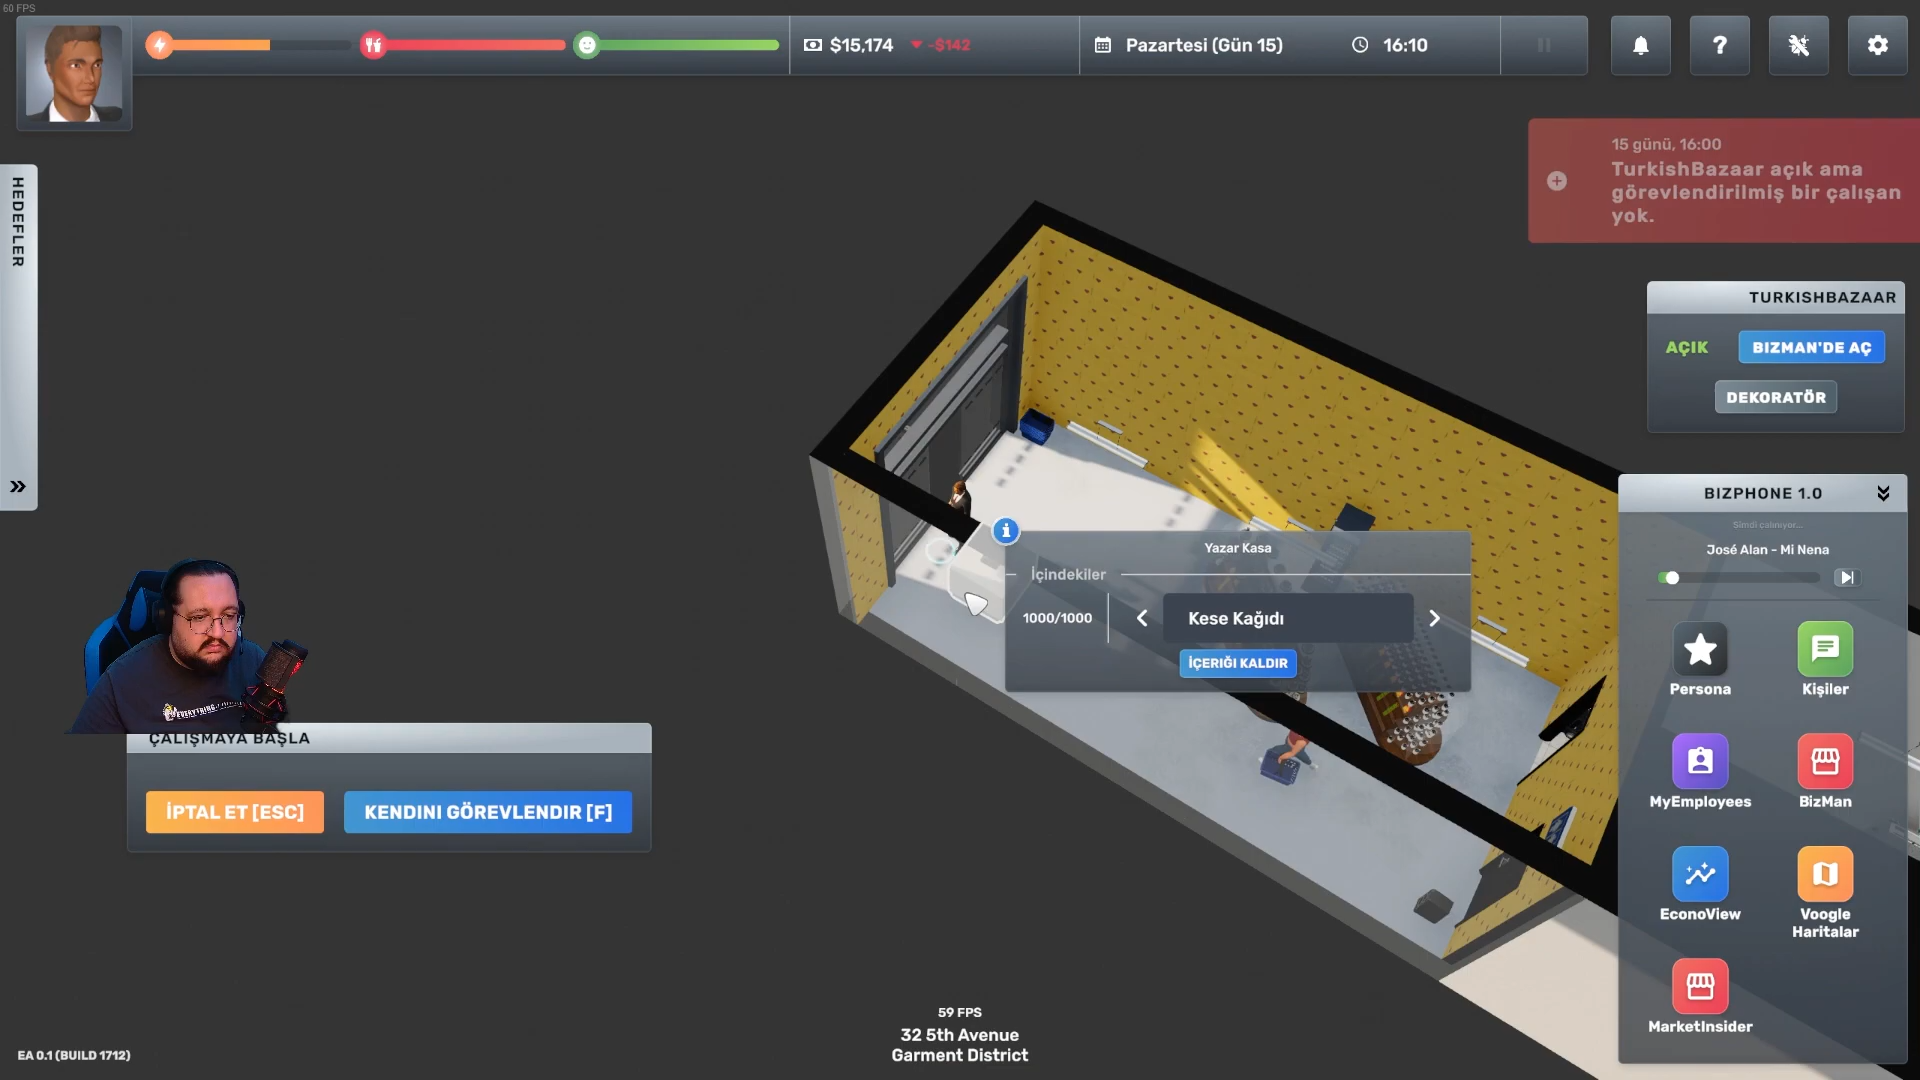 60 FPS
$15,174
-$142
Pazartesi (Gün 15)
16:10
?
HEDEFLER
15 günü, 16:00
TurkishBazaar açık ama
görevlendirilmiş bir çalışan
yok.
TURKISHBAZAAR
AÇIK
BIZMAN'DE AÇ
DEKORATÖR
BIZPHONE 1.0
Şimdi çalınıyor...
José Alan - Mi Nena
Yazar Kasa
İçindekiler
1000/1000
Kese Kağıdı
İÇERIĞI KALDIR
Persona
Kişiler
MyEmployees
BizMan
EconoView
Voogle
Haritalar
MarketInsider
ÇALIŞMAYA BAŞLA
İPTAL ET [ESC]
KENDINI GÖREVLENDIR [F]
59 FPS
32 5th Avenue
Garment District
EA 0.1 (BUILD 1712)